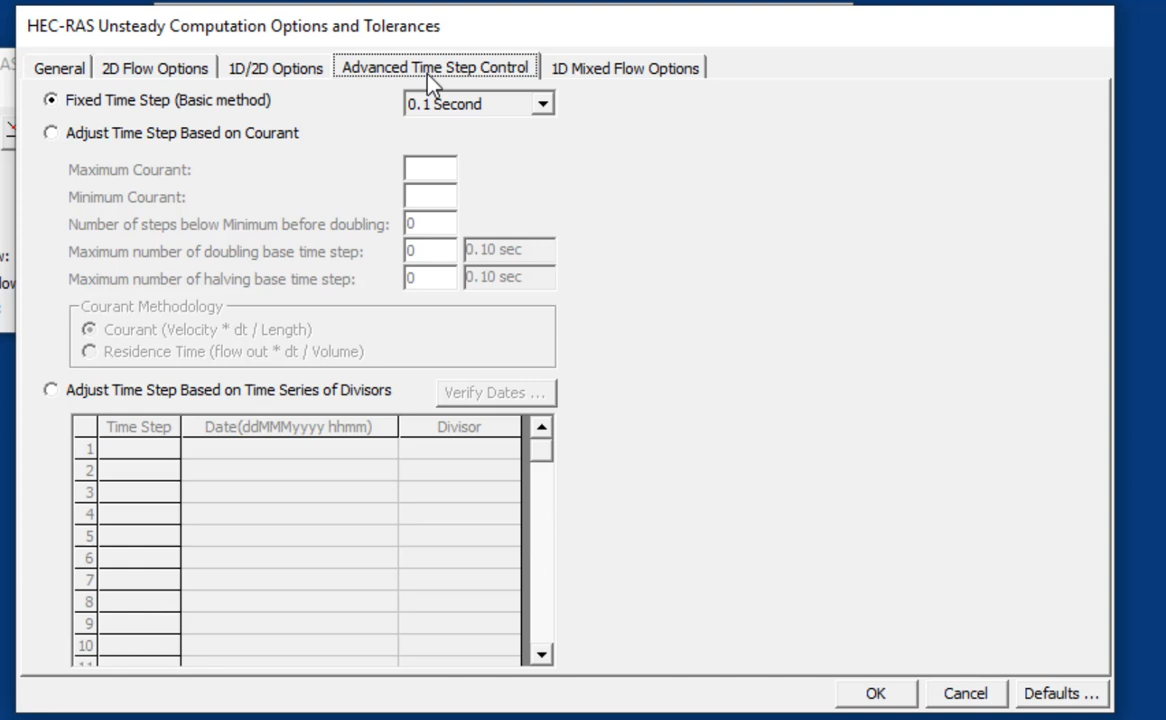 HEC-RAS Unsteady Computation Options and Tolerances
General 2D Flow Options 1D/2D Options Advanced Time Step Control 1D Mixed Flow Options
Fixed Time Step (Basic method) 0.1 Second
Adjust Time Step Based on Courant
Maximum Courant:
Minimum Courant:
Number of steps below Minimum before doubling: 0
Maximum number of doubling base time step: 0 0.10 sec
Maximum number of halving base time step: 0 0.10 sec
Courant Methodology
Courant (Velocity * dt / Length)
Residence Time (flow out * dt / Volume)
Adjust Time Step Based on Time Series of Divisors Verify Dates ...
Time Step Date(ddMMMyyyy hhmm) Divisor
1
2
3
4
5
6
7
8
9
10
OK Cancel Defaults ...